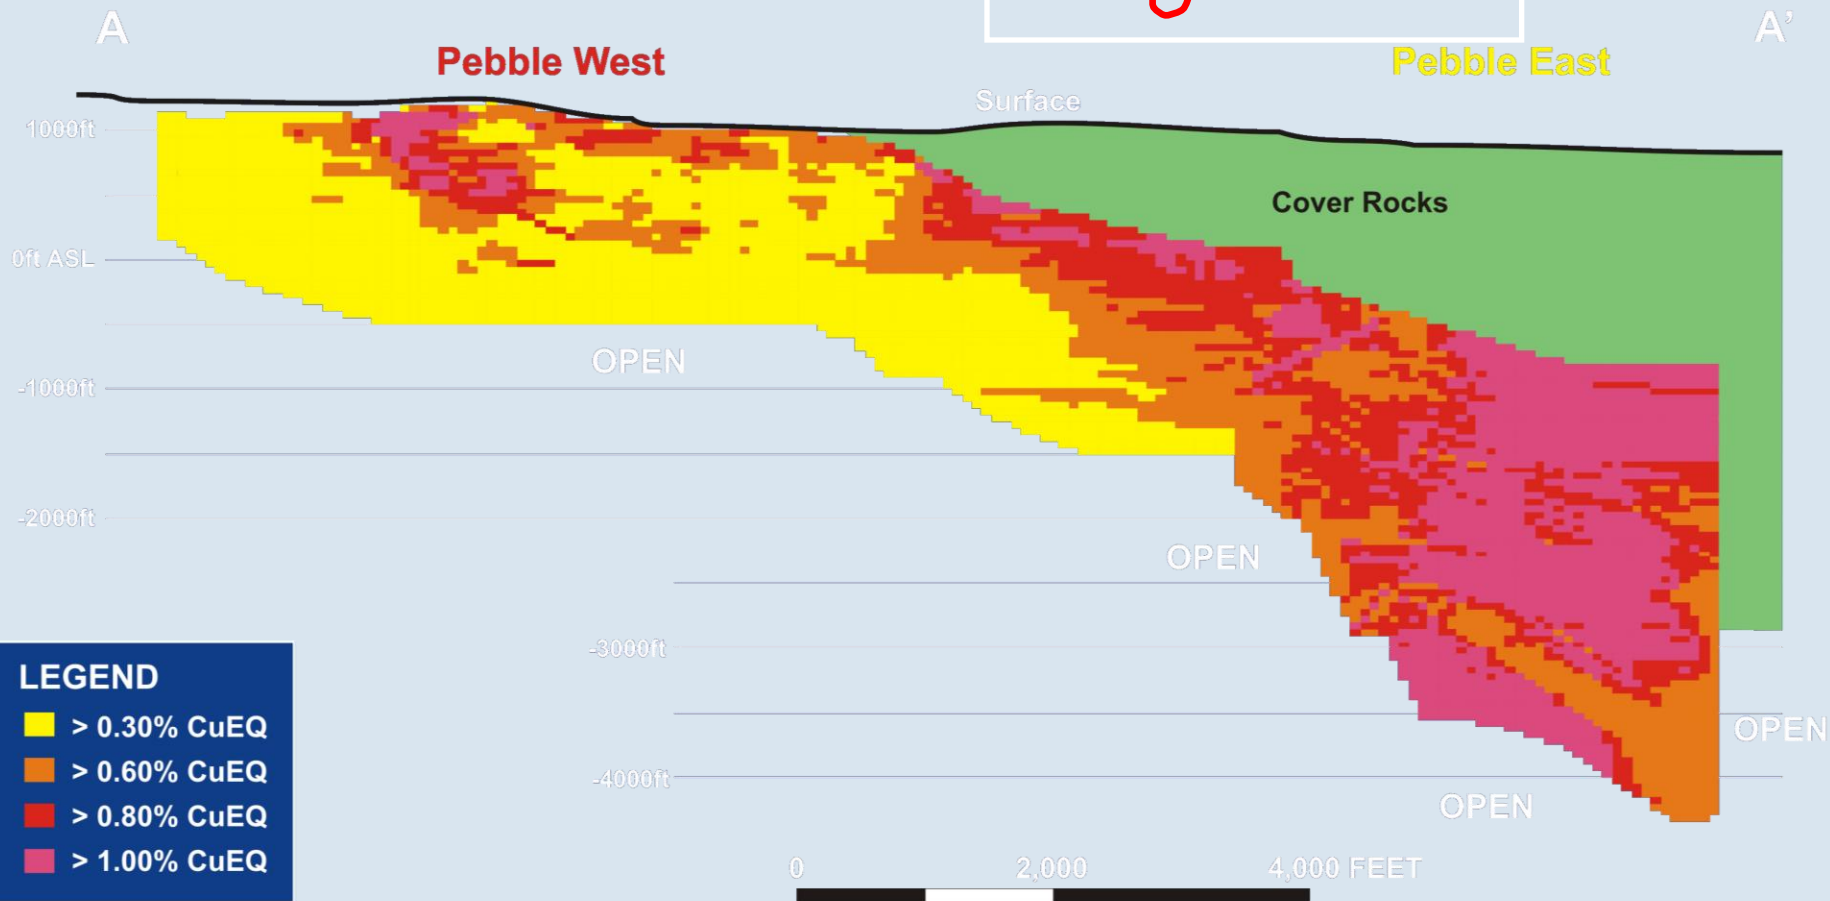 A
A'
Pebble West
Pebble East
Surface
1000ft
Cover Rocks
0ft ASL
OPEN
-1000ft
-2000ft
OPEN
-3000ft
LEGEND
> 0.30% CuEQ
OPEN
> 0.60% CuEQ
-4000ft
OPEN
> 0.80% CuEQ
> 1.00% CuEQ
0 2,000 4,000 FEET